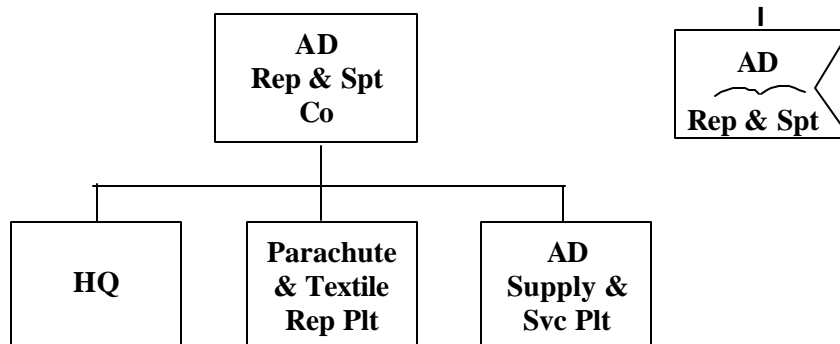 AD
Rep & Spt
Co
AD
Rep & Spt
HQ
Parachute
& Textile
Rep Plt
AD
Supply &
Svc Plt